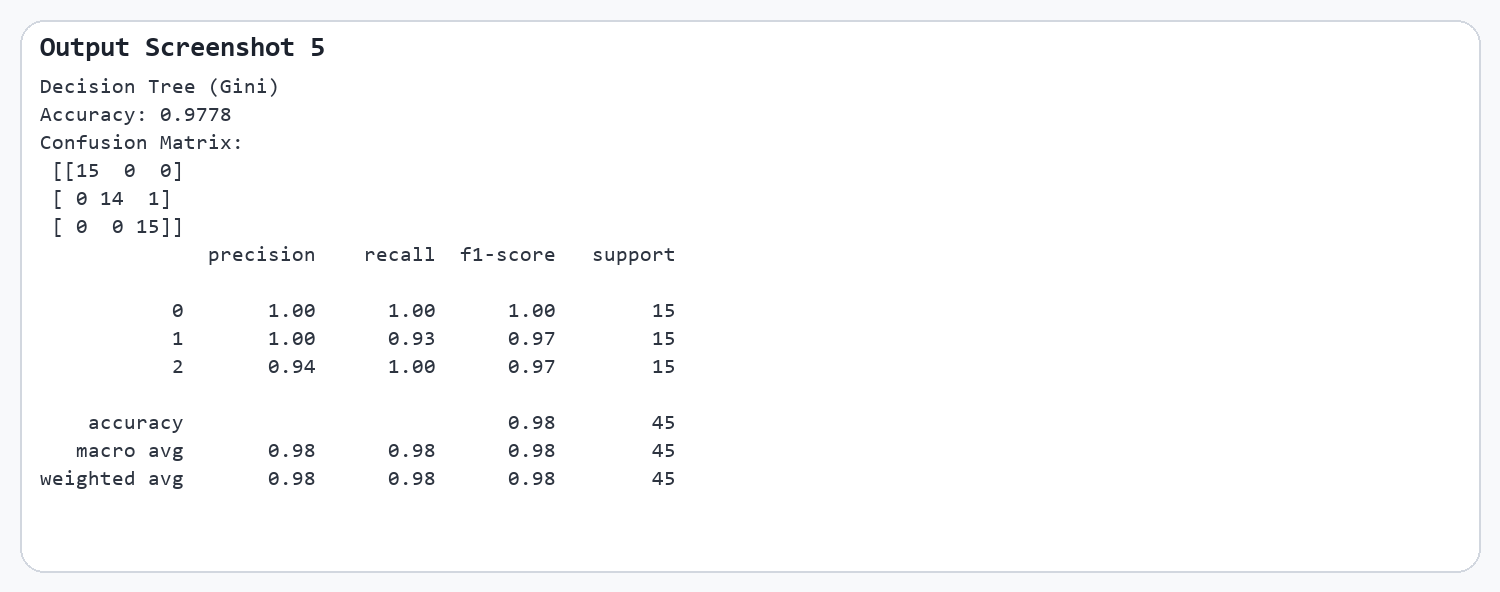 Output Screenshot 5
Decision Tree (Gini)
Accuracy: 0.9778
Confusion Matrix:
 [[15  0  0]
 [ 0 14  1]
 [ 0  0 15]]
              precision    recall  f1-score   support

           0       1.00      1.00      1.00        15
           1       1.00      0.93      0.97        15
           2       0.94      1.00      0.97        15

    accuracy                           0.98        45
   macro avg       0.98      0.98      0.98        45
weighted avg       0.98      0.98      0.98        45